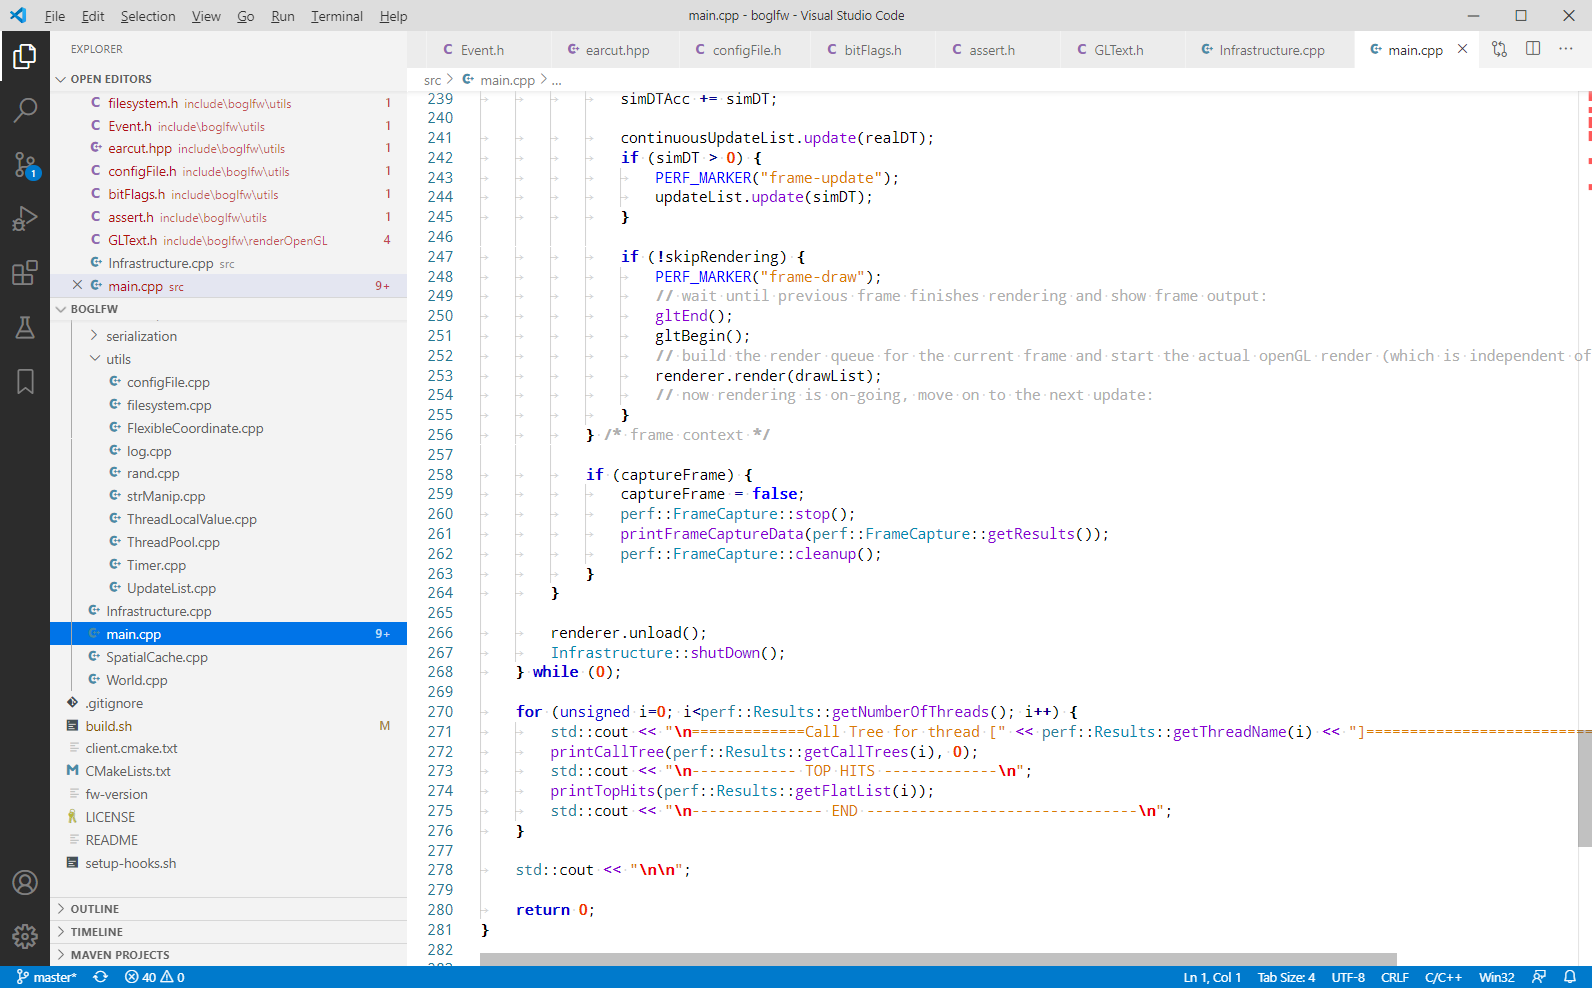 File Edit Selection View Go Run Terminal Help main.cpp - boglfw - Visual Studio Code
EXPLORER
OPEN EDITORS
filesystem.h include\boglfw\utils 1
Event.h include\boglfw\utils 1
earcut.hpp include\boglfw\utils 1
configFile.h include\boglfw\utils 1
bitFlags.h include\boglfw\utils 1
assert.h include\boglfw\utils 1
GLText.h include\boglfw\renderOpenGL 4
Infrastructure.cpp src
main.cpp src 9+
BOGLFW
serialization
utils
configFile.cpp
filesystem.cpp
FlexibleCoordinate.cpp
log.cpp
rand.cpp
strManip.cpp
ThreadLocalValue.cpp
ThreadPool.cpp
Timer.cpp
UpdateList.cpp
Infrastructure.cpp
main.cpp 9+
SpatialCache.cpp
World.cpp
.gitignore
build.sh M
client.cmake.txt
CMakeLists.txt
fw-version
LICENSE
README
setup-hooks.sh
OUTLINE
TIMELINE
MAVEN PROJECTS
1
Event.h earcut.hpp configFile.h bitFlags.h assert.h GLText.h Infrastructure.cpp main.cpp
src > main.cpp > ...
239 simDTAcc += simDT;
240
241 continuousUpdateList.update(realDT);
242 if (simDT > 0) {
243 PERF_MARKER("frame-update");
244 updateList.update(simDT);
245 }
246
247 if (!skipRendering) {
248 PERF_MARKER("frame-draw");
249 // wait until previous frame finishes rendering and show frame output:
250 gltEnd();
251 gltBegin();
252 // build the render queue for the current frame and start the actual openGL render (which is independent of
253 renderer.render(drawList);
254 // now rendering is on-going, move on to the next update:
255 }
256 } /* frame context */
257
258 if (captureFrame) {
259 captureFrame = false;
260 perf::FrameCapture::stop();
261 printFrameCaptureData(perf::FrameCapture::getResults());
262 perf::FrameCapture::cleanup();
263 }
264 }
265
266 renderer.unload();
267 Infrastructure::shutDown();
268 } while (0);
269
270 for (unsigned i=0; i<perf::Results::getNumberOfThreads(); i++) {
271 std::cout << "\n=============Call Tree for thread [" << perf::Results::getThreadName(i) << "]==========================
272 printCallTree(perf::Results::getCallTrees(i), 0);
273 std::cout << "\n------------ TOP HITS -------------\n";
274 printTopHits(perf::Results::getFlatList(i));
275 std::cout << "\n--------------- END -------------------------------\n";
276 }
277
278 std::cout << "\n\n";
279
280 return 0;
281 }
282
master* 40 0 Ln 1, Col 1 Tab Size: 4 UTF-8 CRLF C/C++ Win32